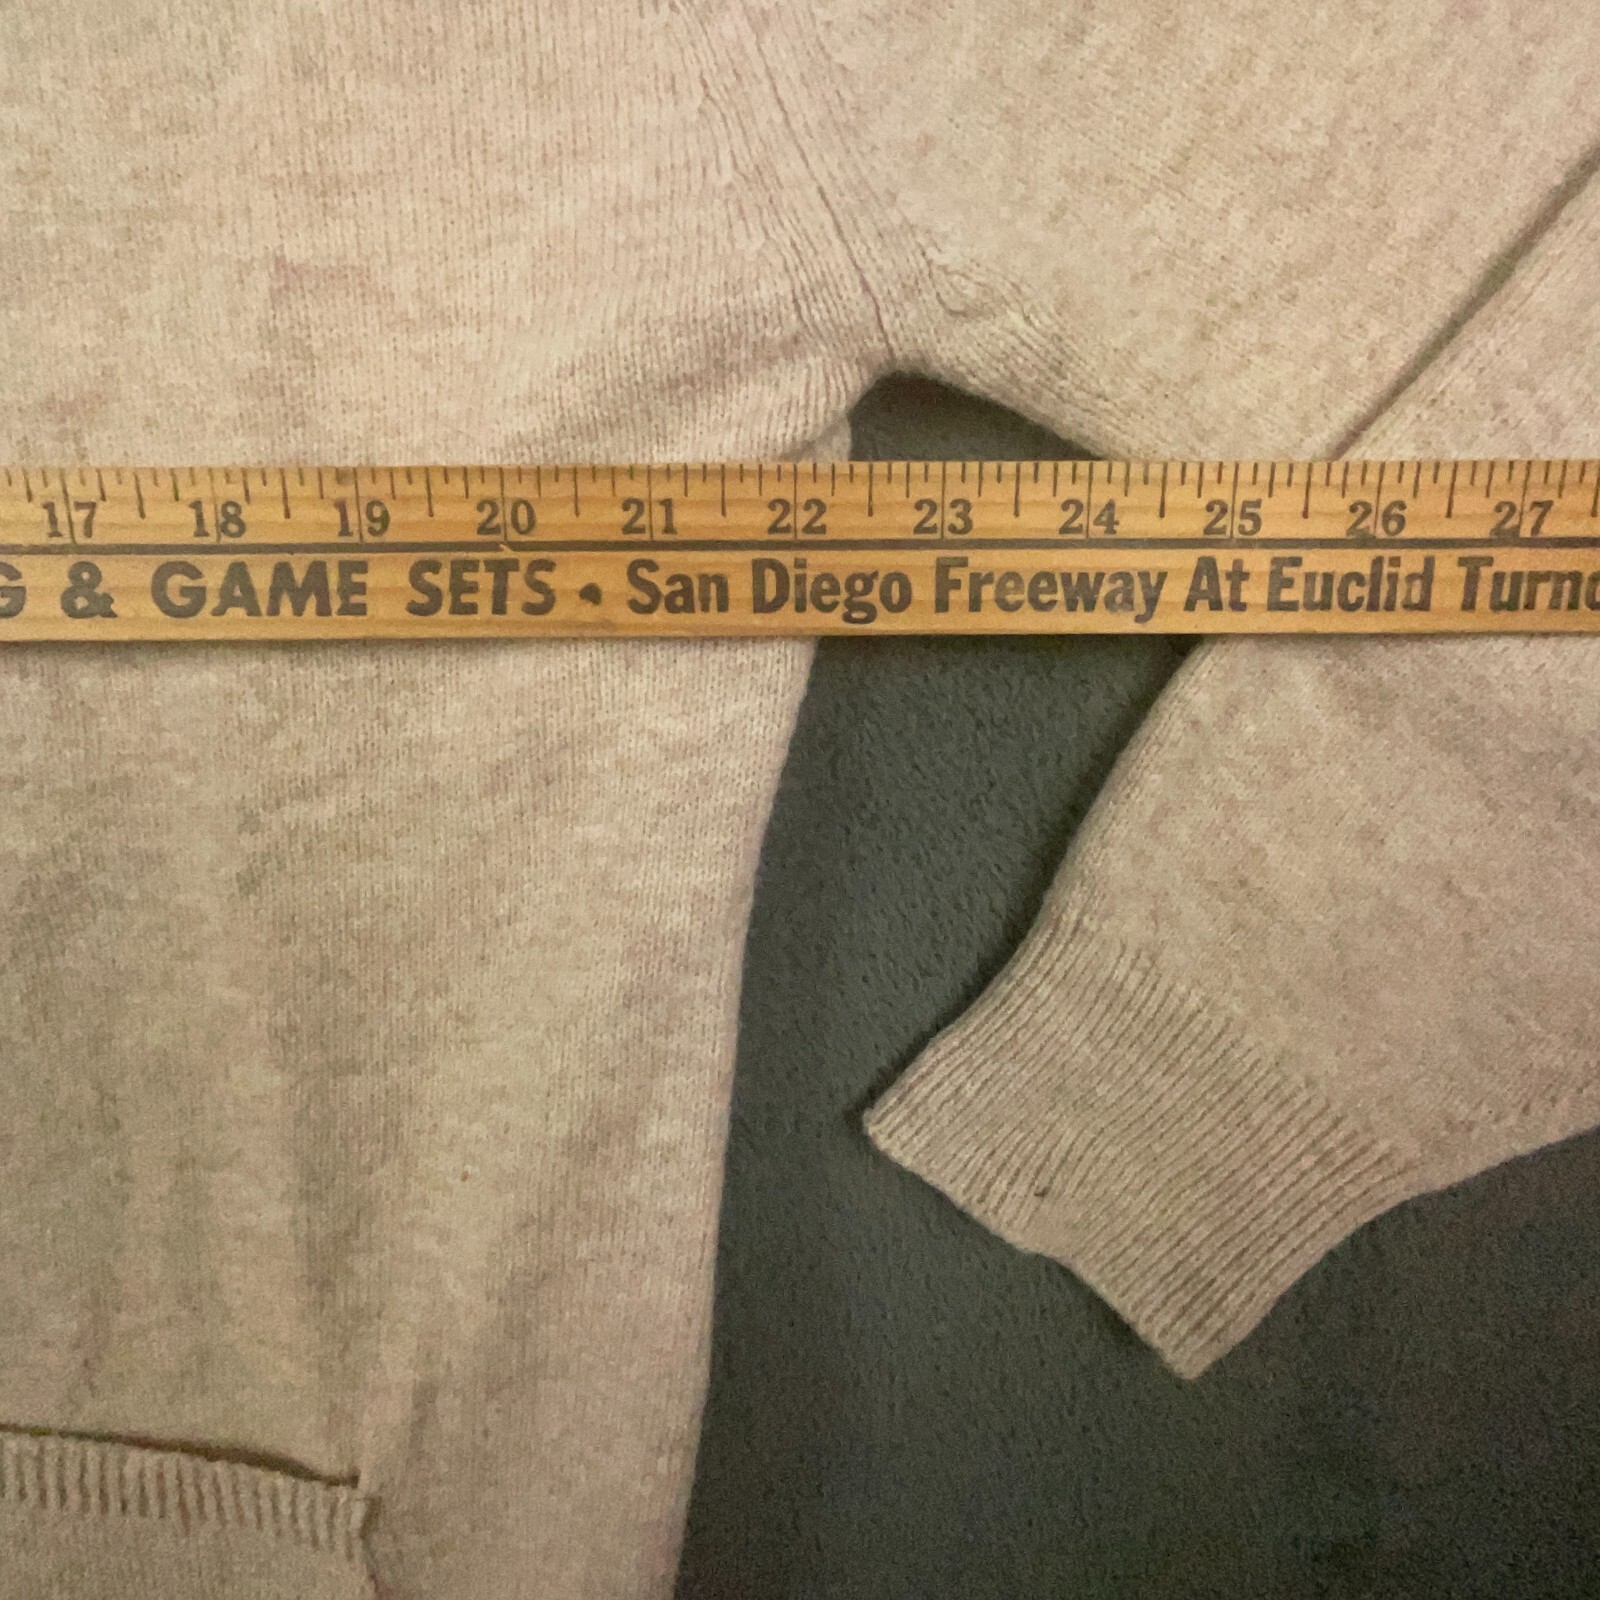 17 18 19 20 21 22 23 24 25 26 27
G & GAME SETS • San Diego Freeway At Euclid Turno